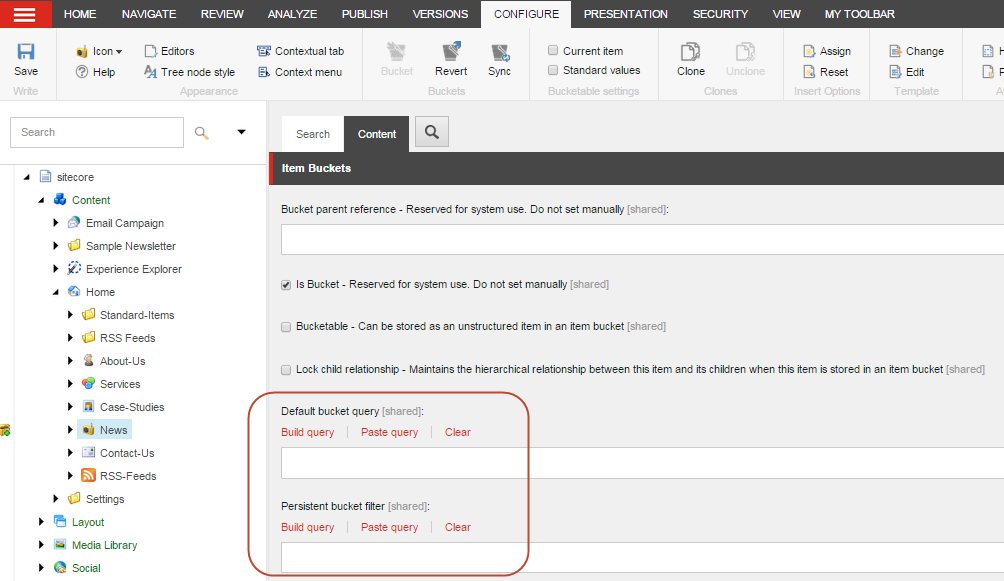 HOME NAVIGATE REVIEW ANALYZE PUBLISH VERSIONS CONFIGURE PRESENTATION SECURITY VIEW MY TOOLBAR
Save
Write
Icon
Help
Editors
Tree node style
Contextual tab
Context menu
Appearance
Bucket
Revert
Sync
Buckets
Current item
Standard values
Bucketable settings
Clone
Unclone
Clones
Assign
Reset
Insert Options
Change
Edit
Template
Search
sitecore
Content
Email Campaign
Sample Newsletter
Experience Explorer
Home
Standard-Items
RSS Feeds
About-Us
Services
Case-Studies
News
Contact-Us
RSS-Feeds
Settings
Layout
Media Library
Social
Search Content
Item Buckets
Bucket parent reference - Reserved for system use. Do not set manually [shared]:
Is Bucket - Reserved for system use. Do not set manually [shared]
Bucketable - Can be stored as an unstructured item in an item bucket [shared]
Lock child relationship - Maintains the hierarchical relationship between this item and its children when this item is stored in an item bucket [shared]
Default bucket query [shared]:
Build query Paste query Clear
Persistent bucket filter [shared]:
Build query Paste query Clear